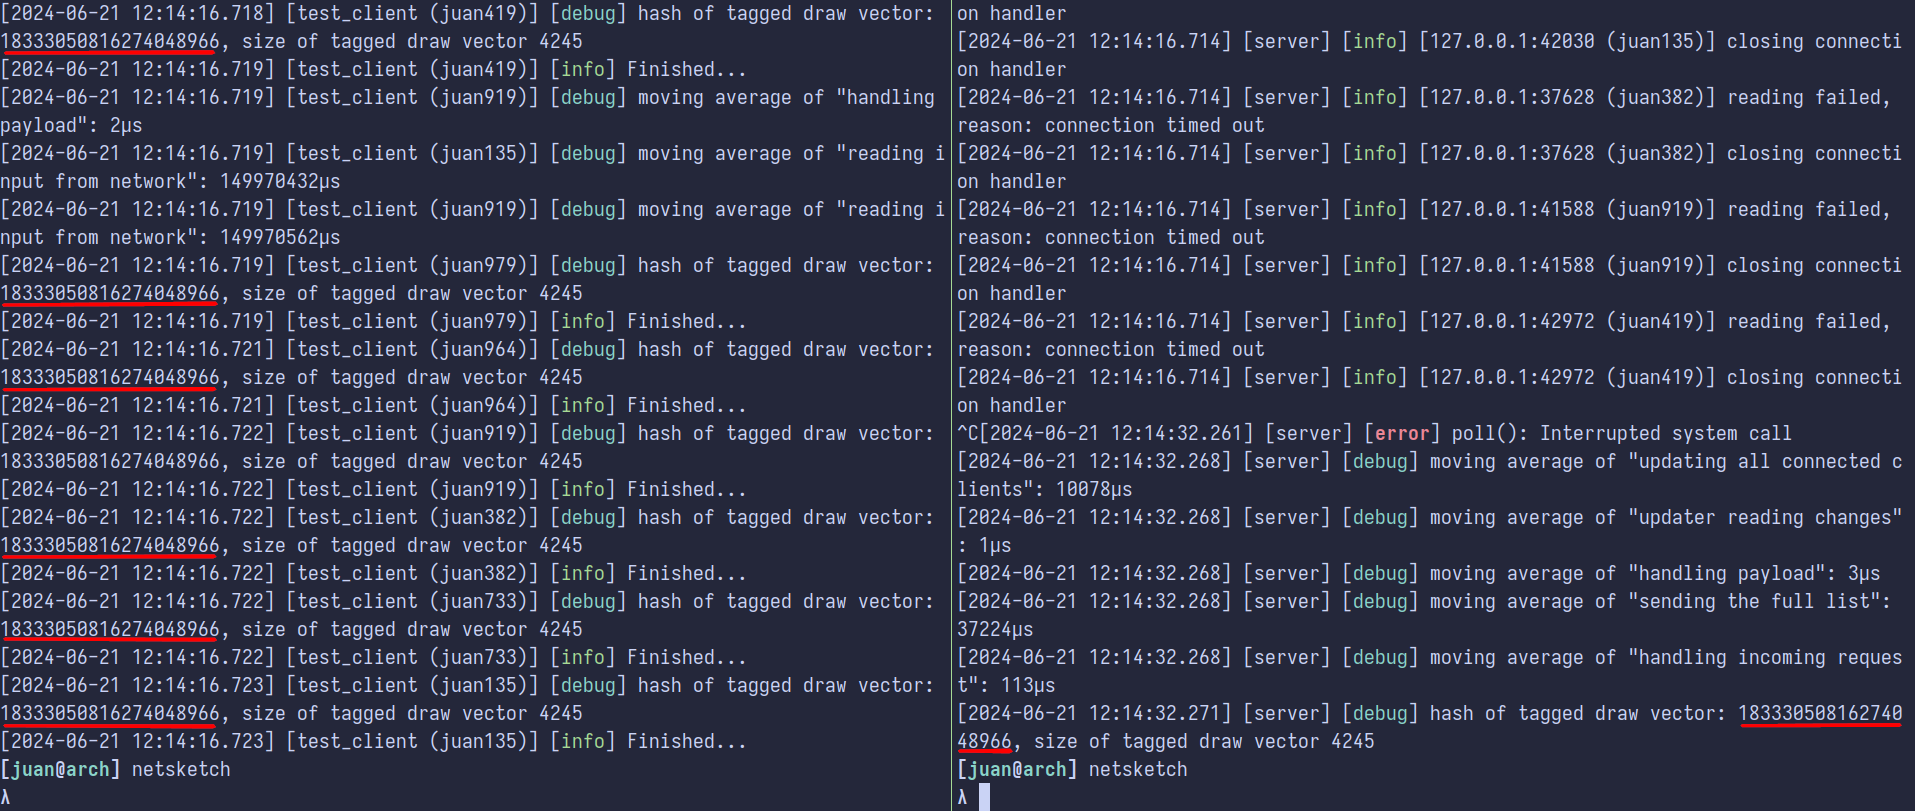 [2024-06-21 12:14:16.718] [test_client (juan419)] [debug] hash of tagged draw vector:
18333050816274048966, size of tagged draw vector 4245
[2024-06-21 12:14:16.719] [test_client (juan419)] [info] Finished...
[2024-06-21 12:14:16.719] [test_client (juan919)] [debug] moving average of "handling
payload": 2µs
[2024-06-21 12:14:16.719] [test_client (juan135)] [debug] moving average of "reading i
nput from network": 149970432µs
[2024-06-21 12:14:16.719] [test_client (juan919)] [debug] moving average of "reading i
nput from network": 149970562µs
[2024-06-21 12:14:16.719] [test_client (juan979)] [debug] hash of tagged draw vector:
18333050816274048966, size of tagged draw vector 4245
[2024-06-21 12:14:16.719] [test_client (juan979)] [info] Finished...
[2024-06-21 12:14:16.721] [test_client (juan964)] [debug] hash of tagged draw vector:
18333050816274048966, size of tagged draw vector 4245
[2024-06-21 12:14:16.721] [test_client (juan964)] [info] Finished...
[2024-06-21 12:14:16.722] [test_client (juan919)] [debug] hash of tagged draw vector:
18333050816274048966, size of tagged draw vector 4245
[2024-06-21 12:14:16.722] [test_client (juan919)] [info] Finished...
[2024-06-21 12:14:16.722] [test_client (juan382)] [debug] hash of tagged draw vector:
18333050816274048966, size of tagged draw vector 4245
[2024-06-21 12:14:16.722] [test_client (juan382)] [info] Finished...
[2024-06-21 12:14:16.722] [test_client (juan733)] [debug] hash of tagged draw vector:
18333050816274048966, size of tagged draw vector 4245
[2024-06-21 12:14:16.722] [test_client (juan733)] [info] Finished...
[2024-06-21 12:14:16.723] [test_client (juan135)] [debug] hash of tagged draw vector:
18333050816274048966, size of tagged draw vector 4245
[2024-06-21 12:14:16.723] [test_client (juan135)] [info] Finished...
[juan@arch] netsketch
λ
on handler
[2024-06-21 12:14:16.714] [server] [info] [127.0.0.1:42030 (juan135)] closing connecti
on handler
[2024-06-21 12:14:16.714] [server] [info] [127.0.0.1:37628 (juan382)] reading failed,
reason: connection timed out
[2024-06-21 12:14:16.714] [server] [info] [127.0.0.1:37628 (juan382)] closing connecti
on handler
[2024-06-21 12:14:16.714] [server] [info] [127.0.0.1:41588 (juan919)] reading failed,
reason: connection timed out
[2024-06-21 12:14:16.714] [server] [info] [127.0.0.1:41588 (juan919)] closing connecti
on handler
[2024-06-21 12:14:16.714] [server] [info] [127.0.0.1:42972 (juan419)] reading failed,
reason: connection timed out
[2024-06-21 12:14:16.714] [server] [info] [127.0.0.1:42972 (juan419)] closing connecti
on handler
^C[2024-06-21 12:14:32.261] [server] [error] poll(): Interrupted system call
[2024-06-21 12:14:32.268] [server] [debug] moving average of "updating all connected c
lients": 10078µs
[2024-06-21 12:14:32.268] [server] [debug] moving average of "updater reading changes"
: 1µs
[2024-06-21 12:14:32.268] [server] [debug] moving average of "handling payload": 3µs
[2024-06-21 12:14:32.268] [server] [debug] moving average of "sending the full list":
37224µs
[2024-06-21 12:14:32.268] [server] [debug] moving average of "handling incoming reques
t": 113µs
[2024-06-21 12:14:32.271] [server] [debug] hash of tagged draw vector: 183330508162740
48966, size of tagged draw vector 4245
[juan@arch] netsketch
λ